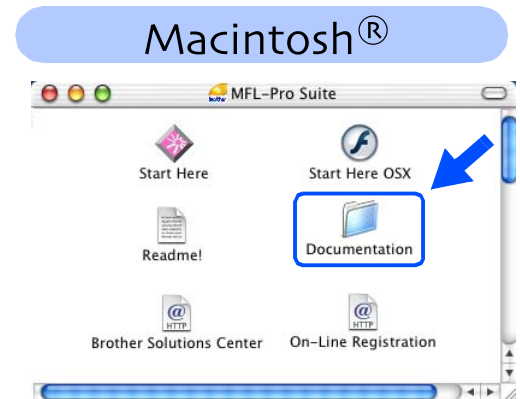 Macintosh®
MFL-Pro Suite
Start Here
Start Here OSX
Readme!
Documentation
@
HTTP
@
HTTP
Brother Solutions Center
On-Line Registration